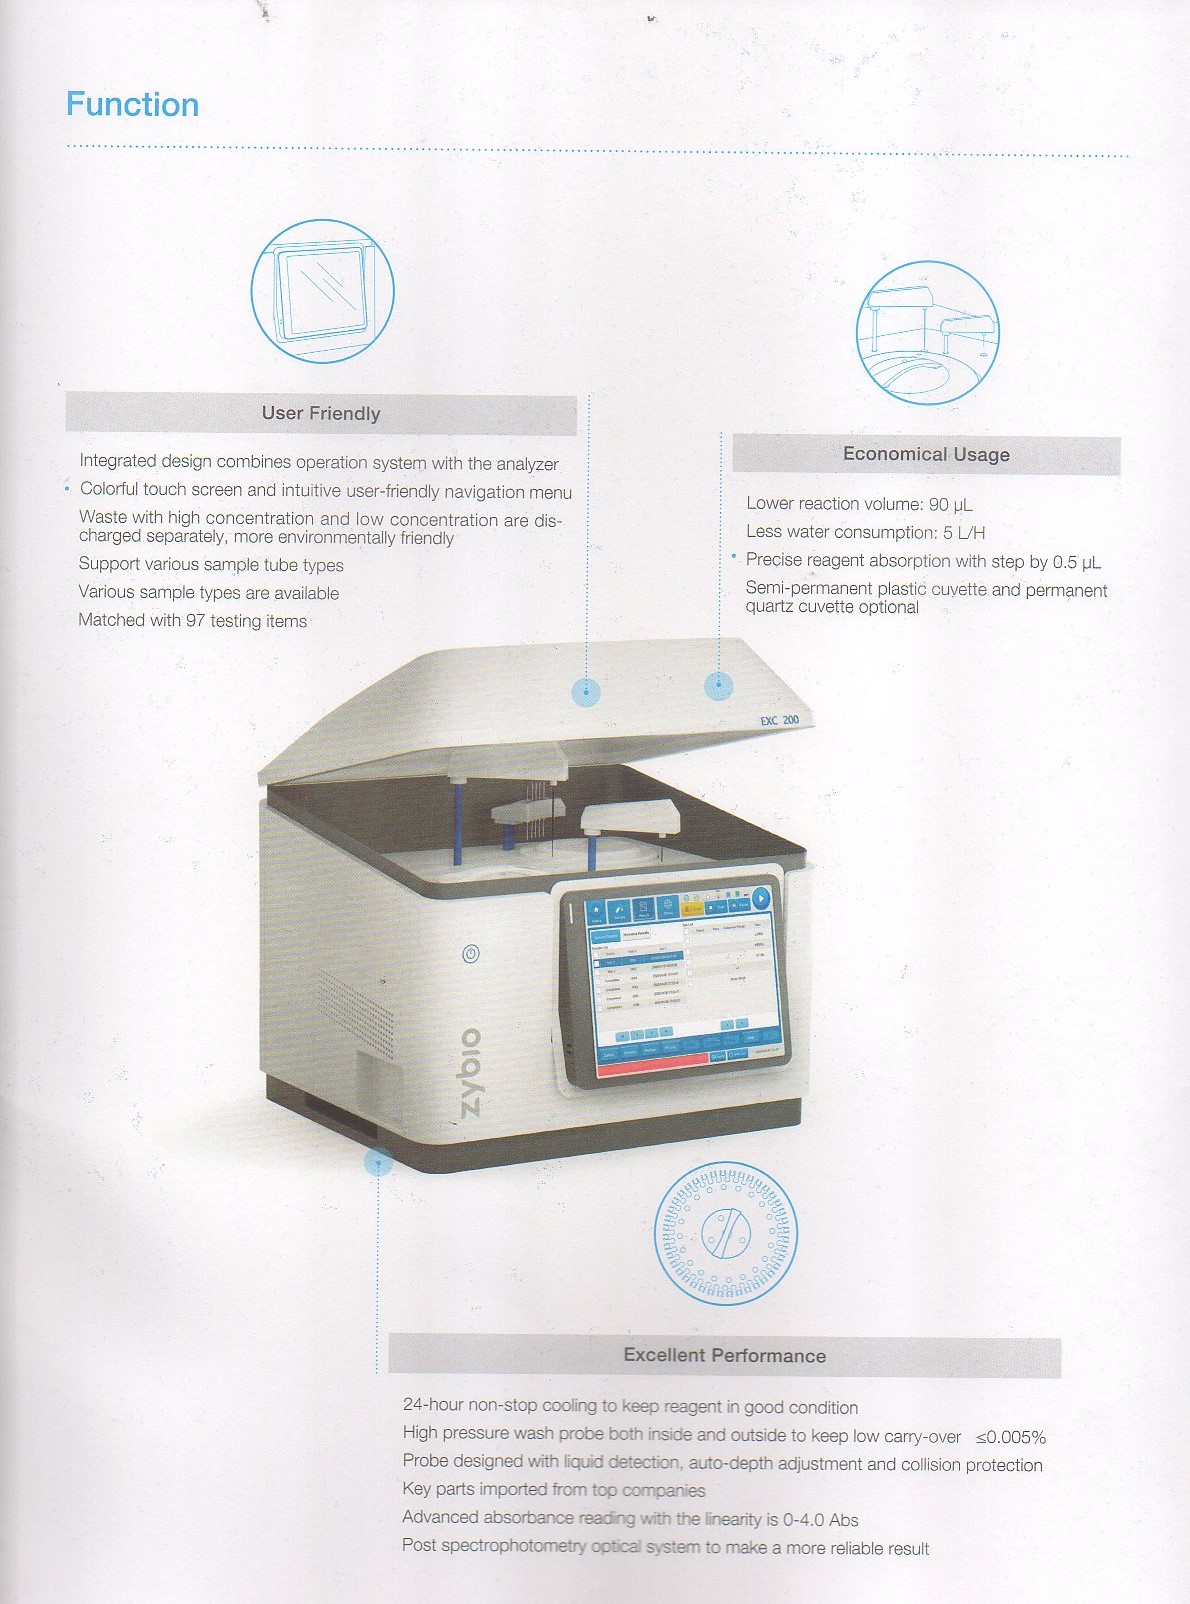 Function
User Friendly
Integrated design combines operation system with the analyzer
• Colorful touch screen and intuitive user-friendly navigation menu
Waste with high concentration and low concentration are dis-
charged separately, more environmentally friendly
Support various sample tube types
Various sample types are available
Matched with 97 testing items
Economical Usage
Lower reaction volume: 90 µL
Less water consumption: 5 L/H
• Precise reagent absorption with step by 0.5 µL
Semi-permanent plastic cuvette and permanent
quartz cuvette optional
EXC 200
zybio
Excellent Performance
24-hour non-stop cooling to keep reagent in good condition
High pressure wash probe both inside and outside to keep low carry-over ≤0.005%
Probe designed with liquid detection, auto-depth adjustment and collision protection
Key parts imported from top companies
Advanced absorbance reading with the linearity is 0-4.0 Abs
Post spectrophotometry optical system to make a more reliable result